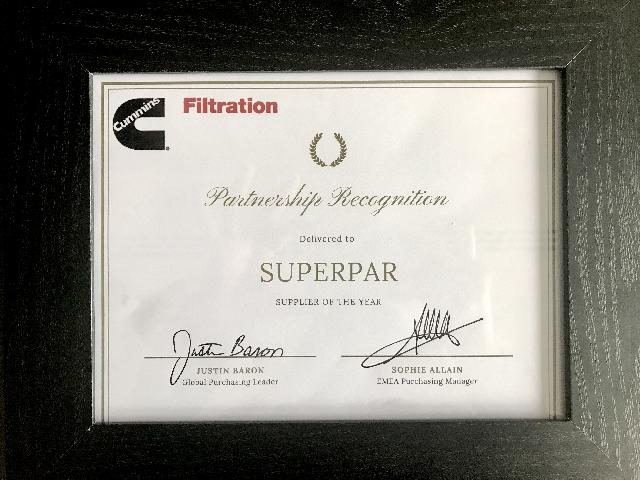 Cummins
Filtration
Partnership Recognition
Delivered to
SUPERPAR
SUPPLIER OF THE YEAR
Justin Baron
JUSTIN BARON
Global Purchasing Leader
SOPHIE ALLAIN
EMEA Purchasing Manager